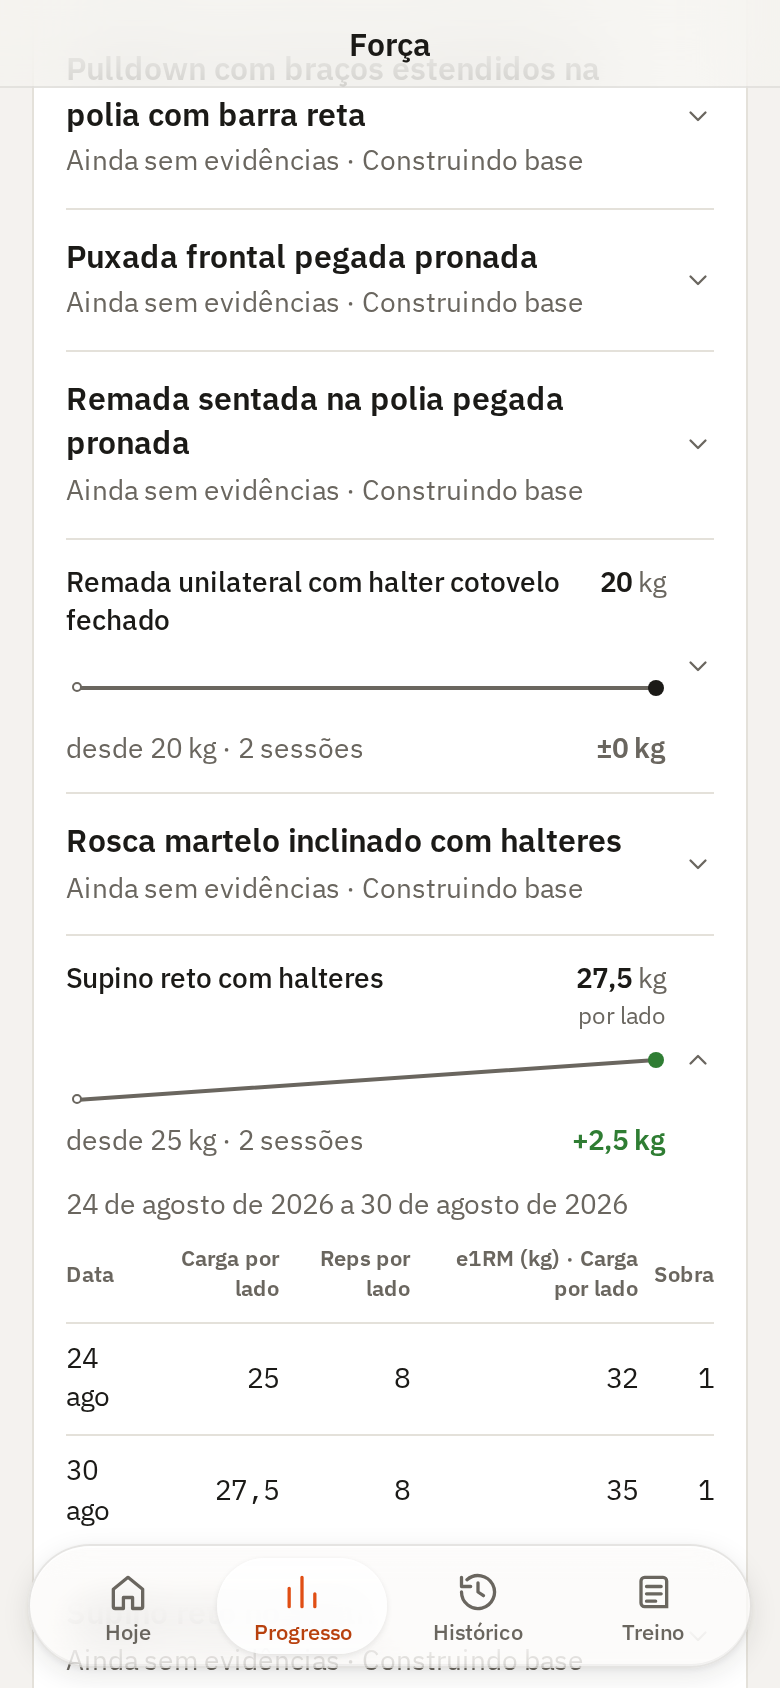 Força
Pulldown com braços estendidos na
polia com barra reta
Ainda sem evidências · Construindo base
Puxada frontal pegada pronada
Ainda sem evidências · Construindo base
Remada sentada na polia pegada
pronada
Ainda sem evidências · Construindo base
Remada unilateral com halter cotovelo
fechado
20 kg
desde 20 kg · 2 sessões
±0 kg
Rosca martelo inclinado com halteres
Ainda sem evidências · Construindo base
Supino reto com halteres
27,5 kg
por lado
desde 25 kg · 2 sessões
+2,5 kg
24 de agosto de 2026 a 30 de agosto de 2026
Data
Carga por
lado
Reps por
lado
e1RM (kg) · Carga
por lado
Sobra
24
ago
25
8
32
1
30
ago
27,5
8
35
1
Supino
Hoje
Progresso
Histórico
Treino
Ainda sem evidências · Construindo base